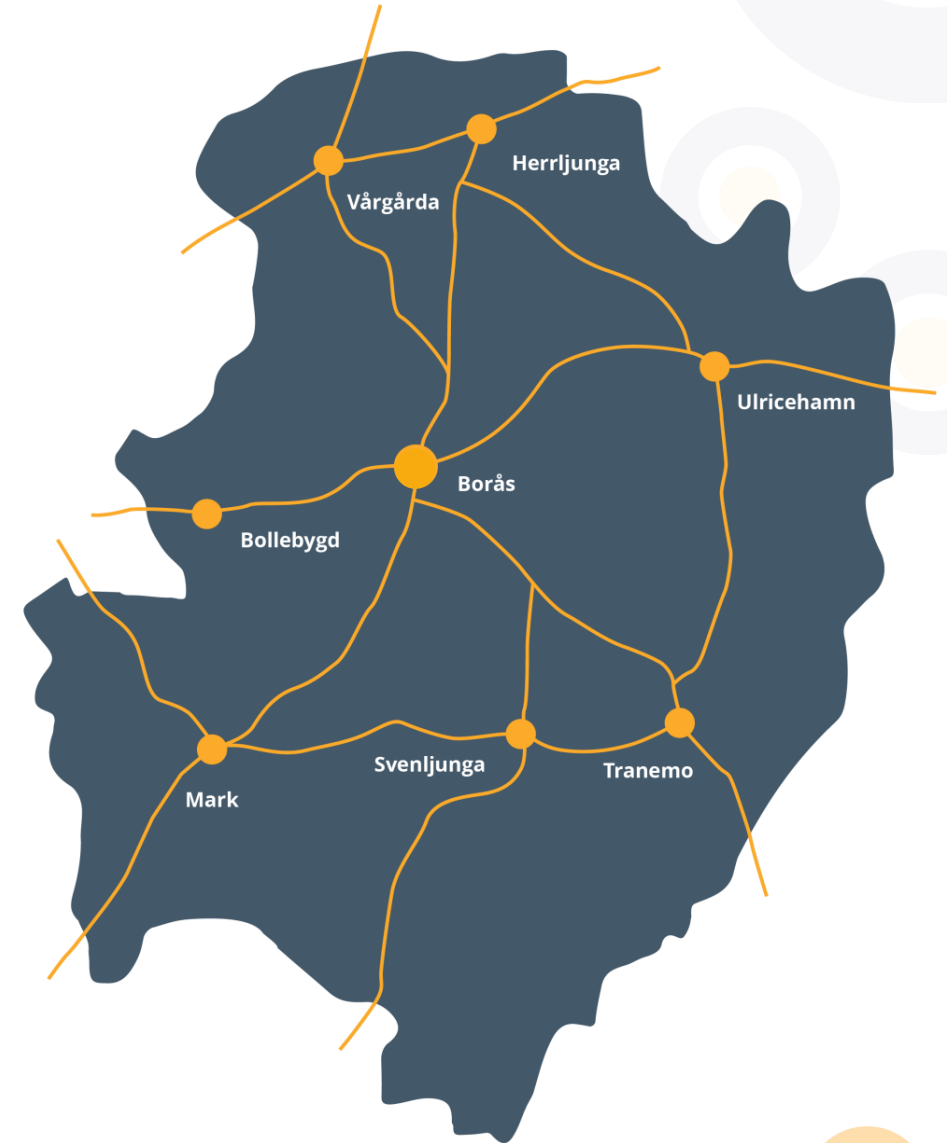 Herrljunga
Vårgårda
Ulricehamn
Borås
Bollebygd
Svenljunga
Tranemo
Mark